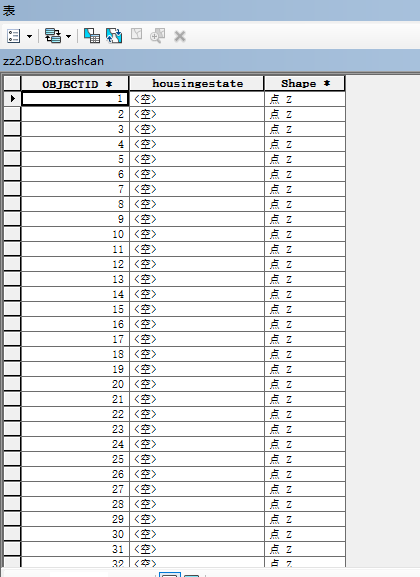 表
zz2.DBO.trashcan
OBJECTID * housingestate Shape *
1 <空> 点 Z
2 <空> 点 Z
3 <空> 点 Z
4 <空> 点 Z
5 <空> 点 Z
6 <空> 点 Z
7 <空> 点 Z
8 <空> 点 Z
9 <空> 点 Z
10 <空> 点 Z
11 <空> 点 Z
12 <空> 点 Z
13 <空> 点 Z
14 <空> 点 Z
15 <空> 点 Z
16 <空> 点 Z
17 <空> 点 Z
18 <空> 点 Z
19 <空> 点 Z
20 <空> 点 Z
21 <空> 点 Z
22 <空> 点 Z
23 <空> 点 Z
24 <空> 点 Z
25 <空> 点 Z
26 <空> 点 Z
27 <空> 点 Z
28 <空> 点 Z
29 <空> 点 Z
30 <空> 点 Z
31 <空> 点 Z
32 <空> 点 Z